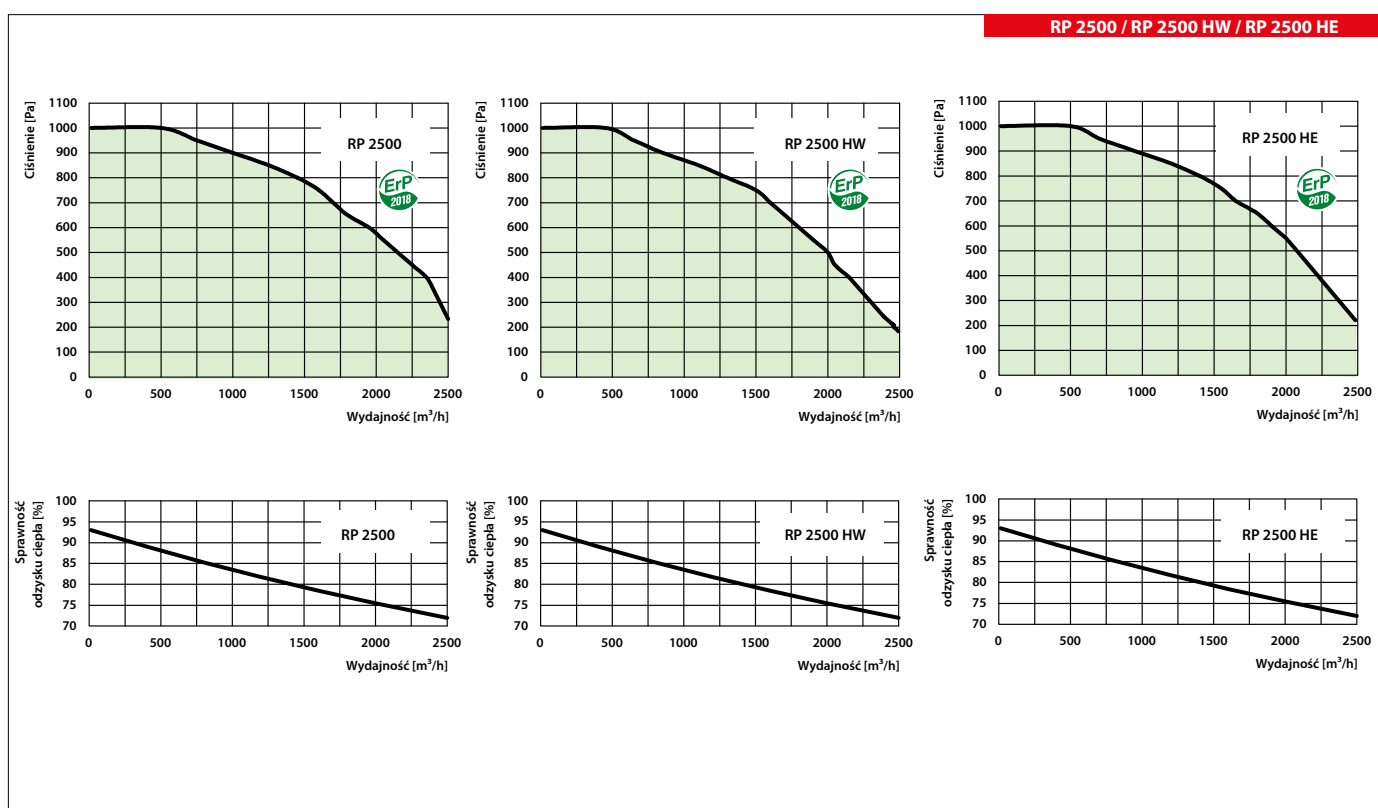 RP 2500 / RP 2500 HW / RP 2500 HE
Ciśnienie [Pa]
1100
1000
900
800
700
600
500
400
300
200
100
0
RP 2500
ErP
2018
0 500 1000 1500 2000 2500
Wydajność [m³/h]
Ciśnienie [Pa]
1100
1000
900
800
700
600
500
400
300
200
100
0
RP 2500 HW
ErP
2018
0 500 1000 1500 2000 2500
Wydajność [m³/h]
Ciśnienie [Pa]
1100
1000
900
800
700
600
500
400
300
200
100
0
RP 2500 HE
ErP
2018
0 500 1000 1500 2000 2500
Wydajność [m³/h]
Sprawność
odzysku ciepła [%]
100
95
90
85
80
75
70
RP 2500
0 500 1000 1500 2000 2500
Wydajność [m³/h]
Sprawność
odzysku ciepła [%]
100
95
90
85
80
75
70
RP 2500 HW
0 500 1000 1500 2000 2500
Wydajność [m³/h]
Sprawność
odzysku ciepła [%]
100
95
90
85
80
75
70
RP 2500 HE
0 500 1000 1500 2000 2500
Wydajność [m³/h]